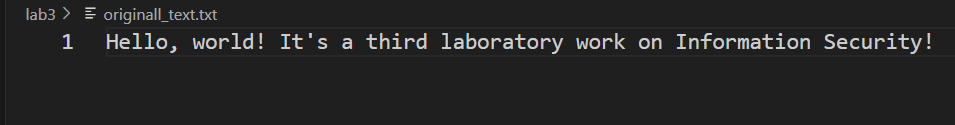 lab3 > originall_text.txt
1 Hello, world! It's a third laboratory work on Information Security!